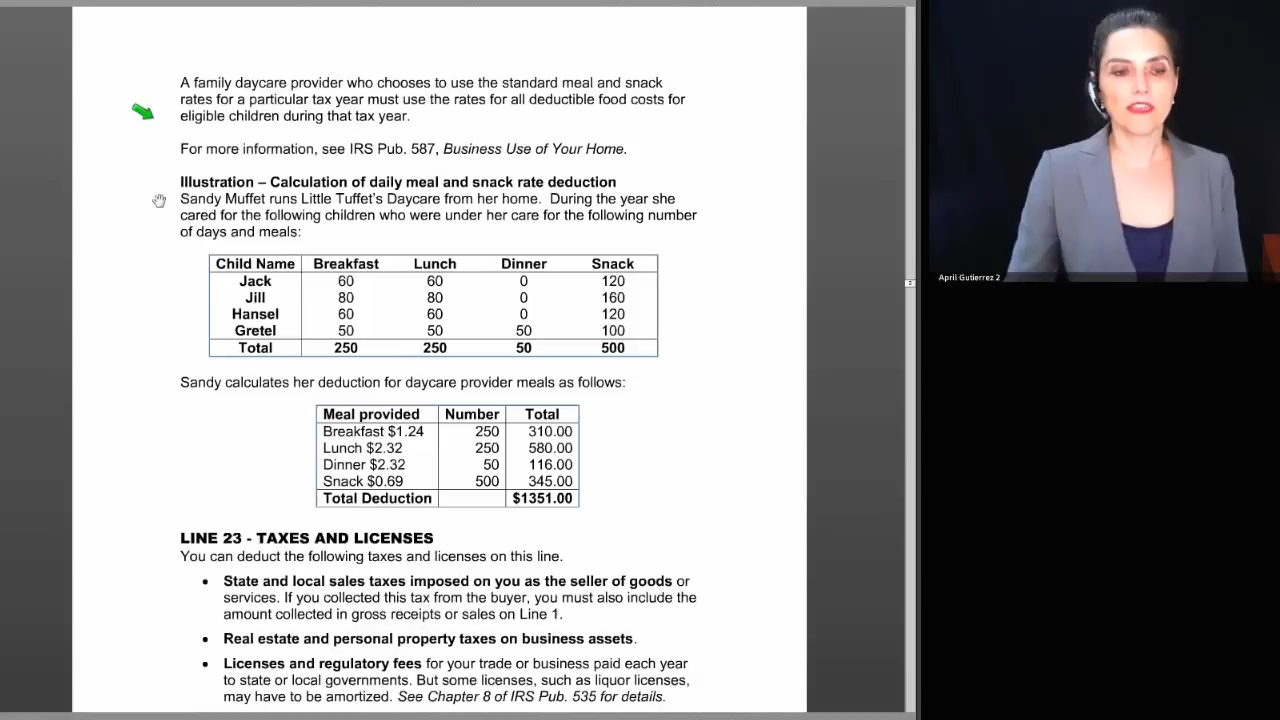 A family daycare provider who chooses to use the standard meal and snack
rates for a particular tax year must use the rates for all deductible food costs for
eligible children during that tax year.
For more information, see IRS Pub. 587, Business Use of Your Home.
Illustration – Calculation of daily meal and snack rate deduction
Sandy Muffet runs Little Tuffet's Daycare from her home. During the year she
cared for the following children who were under her care for the following number
of days and meals:
Child Name Breakfast Lunch Dinner Snack
Jack 60 60 0 120
Jill 80 80 0 160
Hansel 60 60 0 120
Gretel 50 50 50 100
Total 250 250 50 500
Sandy calculates her deduction for daycare provider meals as follows:
Meal provided Number Total
Breakfast $1.24 250 310.00
Lunch $2.32 250 580.00
Dinner $2.32 50 116.00
Snack $0.69 500 345.00
Total Deduction $1351.00
LINE 23 - TAXES AND LICENSES
You can deduct the following taxes and licenses on this line.
• State and local sales taxes imposed on you as the seller of goods or
services. If you collected this tax from the buyer, you must also include the
amount collected in gross receipts or sales on Line 1.
• Real estate and personal property taxes on business assets.
• Licenses and regulatory fees for your trade or business paid each year
to state or local governments. But some licenses, such as liquor licenses,
may have to be amortized. See Chapter 8 of IRS Pub. 535 for details.
April Gutierrez 2